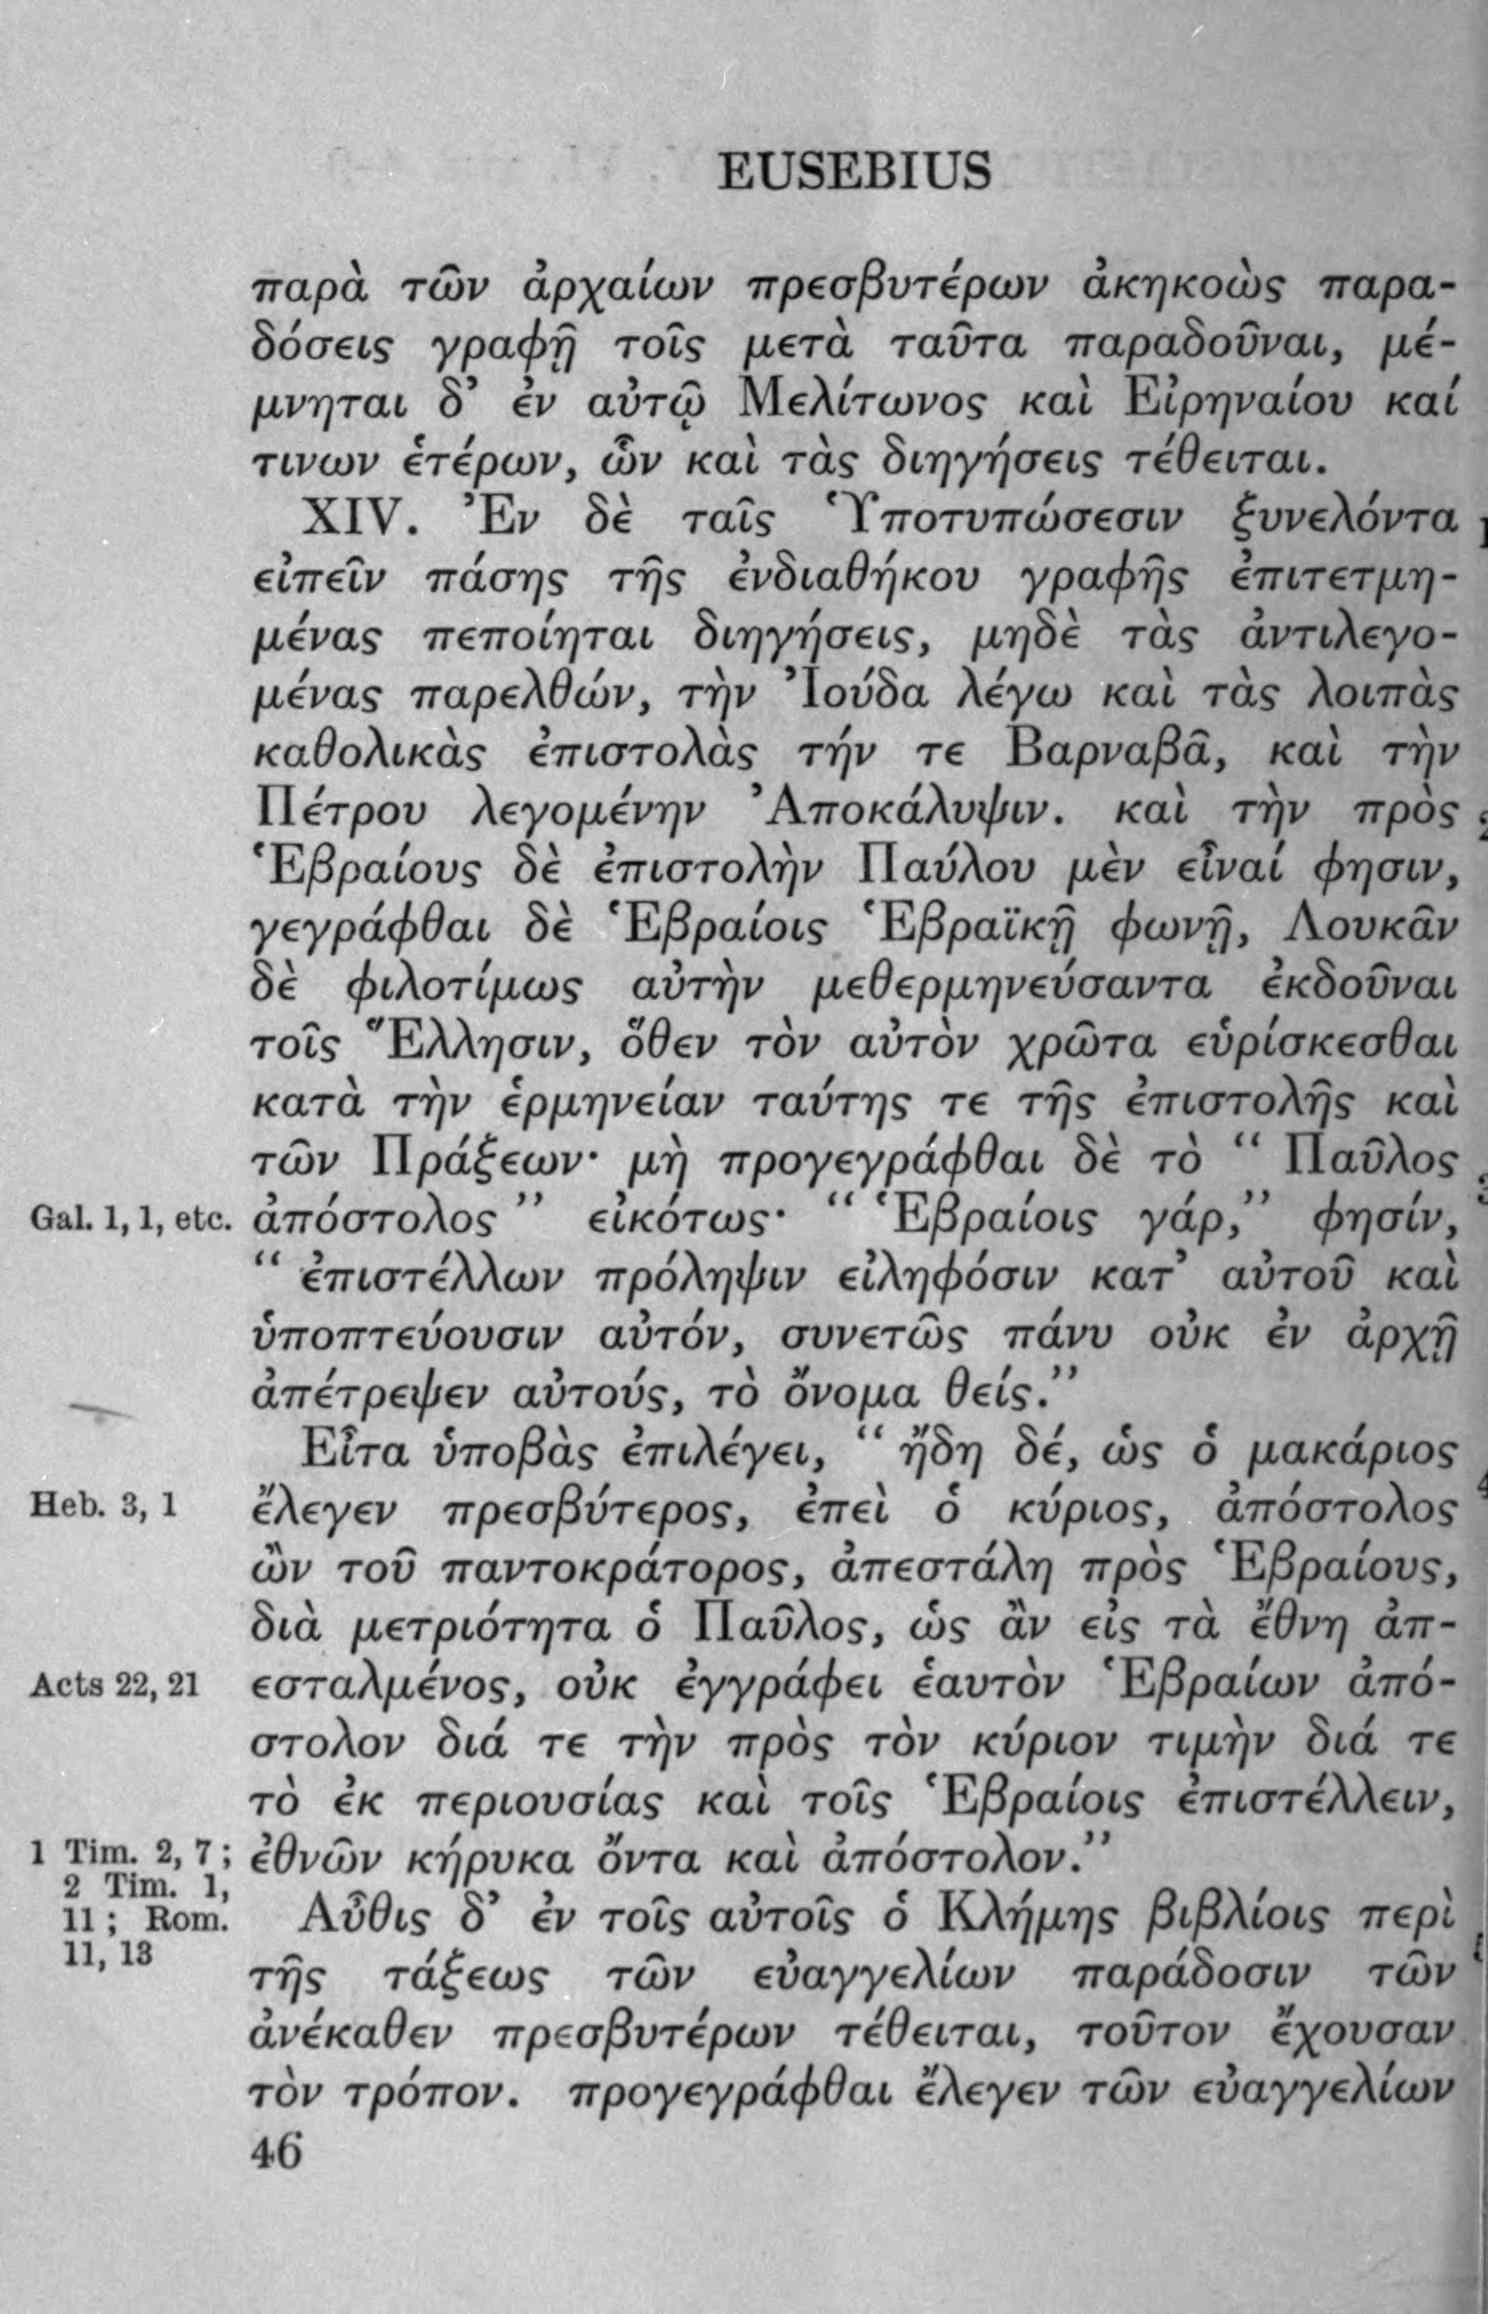 EUSEBIUS
παρὰ τῶν ἀρχαίων πρεσβυτέρων ἀκηκοὼς παρα-
δόσεις γραφῇ τοῖς μετὰ ταῦτα παραδοῦναι, μέ-
μνηται δ’ ἐν αὐτῷ Μελίτωνος καὶ Εἰρηναίου καί
τινων ἑτέρων, ὧν καὶ τὰς διηγήσεις τέθειται.
XIV. Ἐν δὲ ταῖς Ὑποτυπώσεσιν ξυνελόντα
εἰπεῖν πάσης τῆς ἐνδιαθήκου γραφῆς ἐπιτετμη-
μένας πεποίηται διηγήσεις, μηδὲ τὰς ἀντιλεγο-
μένας παρελθών, τὴν Ἰούδα λέγω καὶ τὰς λοιπὰς
καθολικὰς ἐπιστολὰς τήν τε Βαρναβᾶ, καὶ τὴν
Πέτρου λεγομένην Ἀποκάλυψιν. καὶ τὴν πρὸς
Ἑβραίους δὲ ἐπιστολὴν Παύλου μὲν εἶναί φησιν,
γεγράφθαι δὲ Ἑβραίοις Ἑβραϊκῇ φωνῇ, Λουκᾶν
δὲ φιλοτίμως αὐτὴν μεθερμηνεύσαντα ἐκδοῦναι
τοῖς Ἕλλησιν, ὅθεν τὸν αὐτὸν χρῶτα εὑρίσκεσθαι
κατὰ τὴν ἑρμηνείαν ταύτης τε τῆς ἐπιστολῆς καὶ
τῶν Πράξεων· μὴ προγεγράφθαι δὲ τὸ “ Παῦλος
Gal. 1, 1, etc. ἀπόστολος ” εἰκότως· “ Ἑβραίοις γάρ,” φησίν,
“ ἐπιστέλλων πρόληψιν εἰληφόσιν κατ’ αὐτοῦ καὶ
ὑποπτεύουσιν αὐτόν, συνετῶς πάνυ οὐκ ἐν ἀρχῇ
ἀπέτρεψεν αὐτούς, τὸ ὄνομα θείς.”
Εἶτα ὑποβὰς ἐπιλέγει, “ ἤδη δέ, ὡς ὁ μακάριος
Heb. 3, 1 ἔλεγεν πρεσβύτερος, ἐπεὶ ὁ κύριος, ἀπόστολος
ὢν τοῦ παντοκράτορος, ἀπεστάλη πρὸς Ἑβραίους,
διὰ μετριότητα ὁ Παῦλος, ὡς ἂν εἰς τὰ ἔθνη ἀπ-
Acts 22, 21 εσταλμένος, οὐκ ἐγγράφει ἑαυτὸν Ἑβραίων ἀπό-
στολον διά τε τὴν πρὸς τὸν κύριον τιμὴν διά τε
τὸ ἐκ περιουσίας καὶ τοῖς Ἑβραίοις ἐπιστέλλειν,
1 Tim. 2, 7 ; ἐθνῶν κήρυκα ὄντα καὶ ἀπόστολον.”
2 Tim. 1,
11 ; Rom. Αὖθις δ’ ἐν τοῖς αὐτοῖς ὁ Κλήμης βιβλίοις περὶ
11, 13
τῆς τάξεως τῶν εὐαγγελίων παράδοσιν τῶν
ἀνέκαθεν πρεσβυτέρων τέθειται, τοῦτον ἔχουσαν
τὸν τρόπον. προγεγράφθαι ἔλεγεν τῶν εὐαγγελίων
46